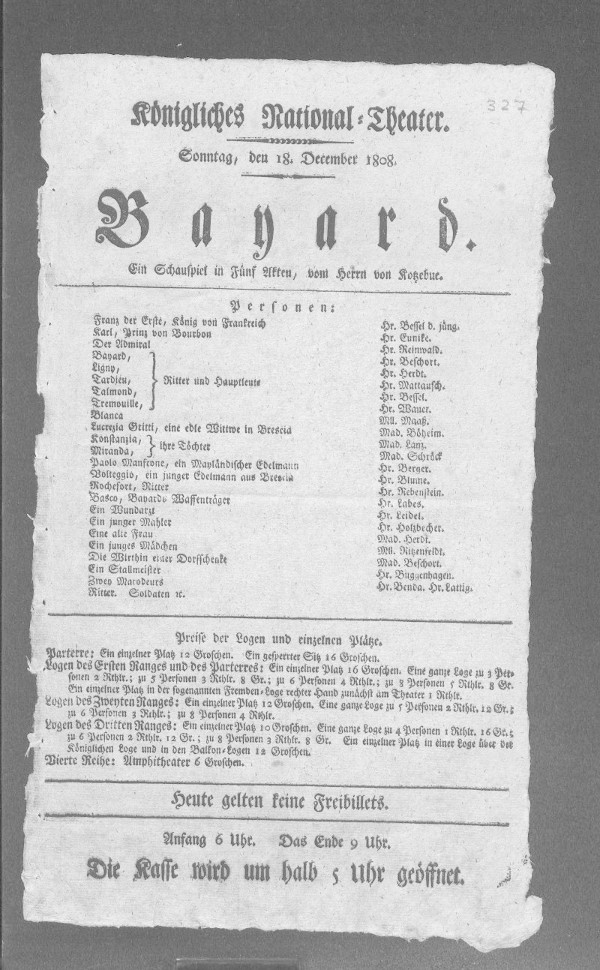 327
Königliches National-Theater.
Sonntag, den 18. December 1808.
Bayard.
Ein Schauspiel in Fünf Akten, vom Herrn von Kotzebue.
Personen:
Franz der Erste, König von Frankreich Hr. Bessel d. jüng.
Karl, Prinz von Bourbon Hr. Eunike.
Der Admiral Hr. Reinwald.
Bayard, Hr. Beschort.
Ligny, Hr. Herdt.
Tardieu, Ritter und Hauptleute Hr. Mattausch.
Talmond, Hr. Bessel.
Tremouille, Hr. Wauer.
Blanca Mll. Maaß.
Lucrezia Gritti, eine edle Wittwe in Brescia Mad. Böheim.
Konstanzia, Mad. Lanz.
Miranda, ihre Töchter Mad. Schröck
Paolo Manfrone, ein Mayländischer Edelmann Hr. Berger.
Volteggio, ein junger Edelmann aus Brescia Hr. Blume.
Rochefort, Ritter Hr. Rebenstein.
Basco, Bayards Waffenträger Hr. Labes.
Ein Wundarzt Hr. Leidel.
Ein junger Mahler Hr. Holzbecher.
Eine alte Frau Mad. Herdt.
Ein junges Mädchen Mll. Ritzenfeldt.
Die Wirthin einer Dorfschenke Mad. Beschort.
Ein Stallmeister Hr. Buggenhagen.
Zwey Marodeurs Hr. Benda. Hr. Lattig.
Ritter. Soldaten ꝛc.
Preise der Logen und einzelnen Plätze.
Parterre: Ein einzelner Platz 12 Groschen. Ein gesperrter Sitz 16 Groschen.
Logen des Ersten Ranges und des Parterres: Ein einzelner Platz 16 Groschen. Eine ganze Loge zu 3 Per-
sonen 2 Rthlr.; zu 5 Personen 3 Rthlr. 8 Gr.; zu 6 Personen 4 Rthlr.; zu 8 Personen 5 Rthlr. 8 Gr.
Ein einzelner Platz in der sogenannten Fremden-Loge rechter Hand zunächst am Theater 1 Rthlr.
Logen des Zweyten Ranges: Ein einzelner Platz 12 Groschen. Eine ganze Loge zu 5 Personen 2 Rthlr. 12 Gr.;
zu 6 Personen 3 Rthlr.; zu 8 Personen 4 Rthlr.
Logen des Dritten Ranges: Ein einzelner Platz 10 Groschen. Eine ganze Loge zu 4 Personen 1 Rthlr. 16 Gr.;
zu 6 Personen 2 Rthlr. 12 Gr.; zu 8 Personen 3 Rthlr. 8 Gr. Ein einzelner Platz in einer Loge über der
Königlichen Loge und in den Balkon-Logen 12 Groschen.
Vierte Reihe: Amphitheater 6 Groschen.
Heute gelten keine Freibillets.
Anfang 6 Uhr. Das Ende 9 Uhr.
Die Kasse wird um halb 5 Uhr geöffnet.